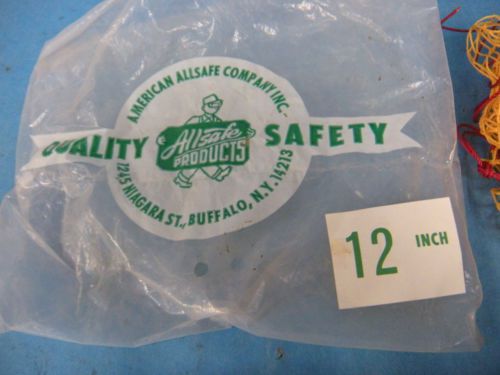 AMERICAN ALLSAFE COMPANY INC.
QUALITY Allsafe SAFETY
PRODUCTS
1245 NIAGARA ST., BUFFALO, N.Y. 14213
12 INCH